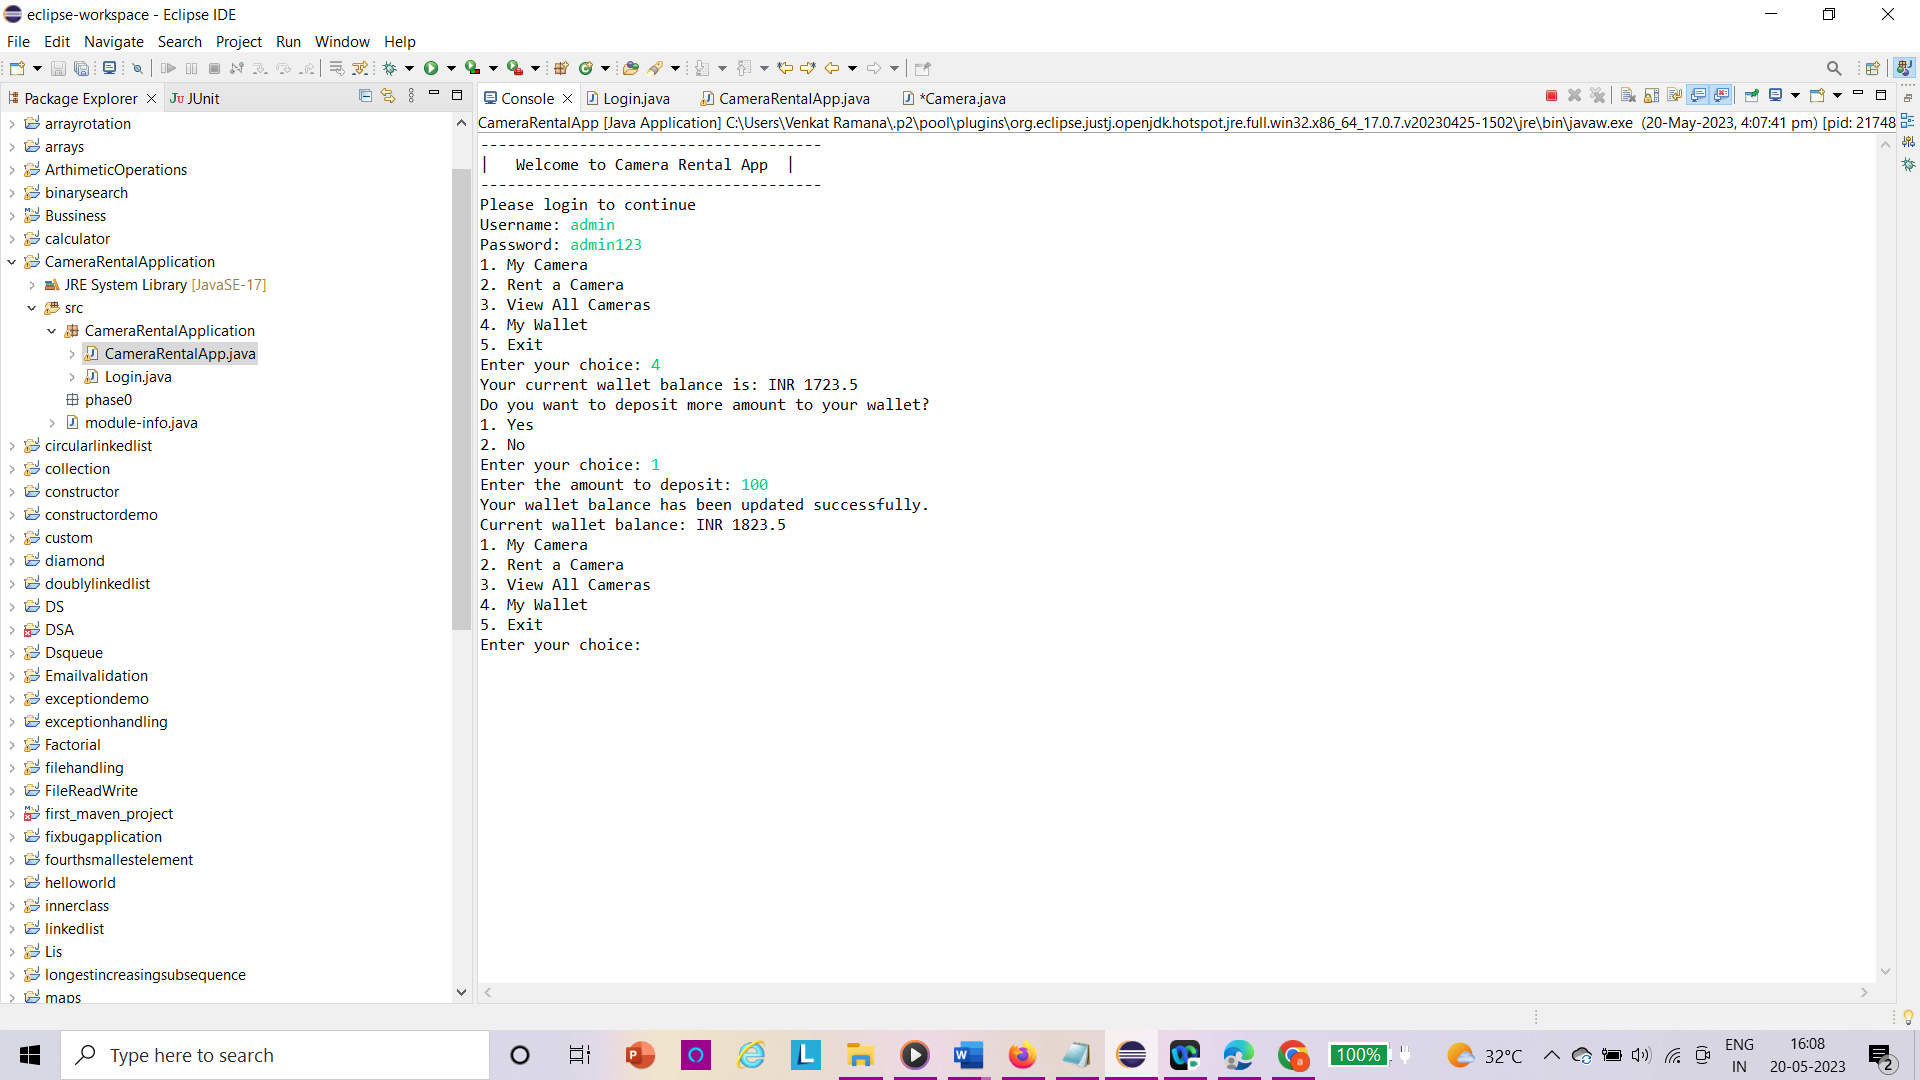 eclipse-workspace - Eclipse IDE
File Edit Navigate Search Project Run Window Help
Package Explorer JUnit
Console Login.java CameraRentalApp.java *Camera.java
CameraRentalApp [Java Application] C:\Users\Venkat Ramana\.p2\pool\plugins\org.eclipse.justj.openjdk.hotspot.jre.full.win32.x86_64_17.0.7.v20230425-1502\jre\bin\javaw.exe (20-May-2023, 4:07:41 pm) [pid: 21748
arrayrotation
arrays
ArthimeticOperations
binarysearch
Bussiness
calculator
CameraRentalApplication
JRE System Library [JavaSE-17]
src
CameraRentalApplication
CameraRentalApp.java
Login.java
phase0
module-info.java
circularlinkedlist
collection
constructor
constructordemo
custom
diamond
doublylinkedlist
DS
DSA
Dsqueue
Emailvalidation
exceptiondemo
exceptionhandling
Factorial
filehandling
FileReadWrite
first_maven_project
fixbugapplication
fourthsmallestelement
helloworld
innerclass
linkedlist
Lis
longestincreasingsubsequence
maps
--------------------------------------
|   Welcome to Camera Rental App  |
--------------------------------------
Please login to continue
Username: admin
Password: admin123
1. My Camera
2. Rent a Camera
3. View All Cameras
4. My Wallet
5. Exit
Enter your choice: 4
Your current wallet balance is: INR 1723.5
Do you want to deposit more amount to your wallet?
1. Yes
2. No
Enter your choice: 1
Enter the amount to deposit: 100
Your wallet balance has been updated successfully.
Current wallet balance: INR 1823.5
1. My Camera
2. Rent a Camera
3. View All Cameras
4. My Wallet
5. Exit
Enter your choice:
Type here to search
100%
32°C
ENG
IN
16:08
20-05-2023
2